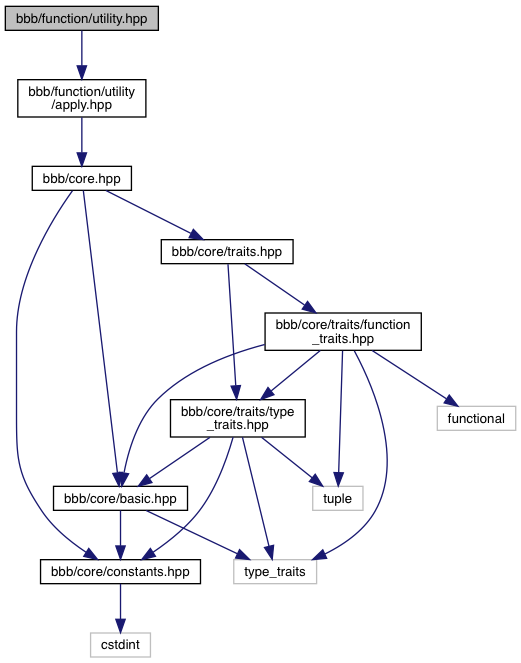 bbb/function/utility.hpp
bbb/function/utility
/apply.hpp
bbb/core.hpp
bbb/core/traits.hpp
bbb/core/traits/function
_traits.hpp
bbb/core/traits/type
_traits.hpp
functional
bbb/core/basic.hpp
tuple
bbb/core/constants.hpp
type_traits
cstdint